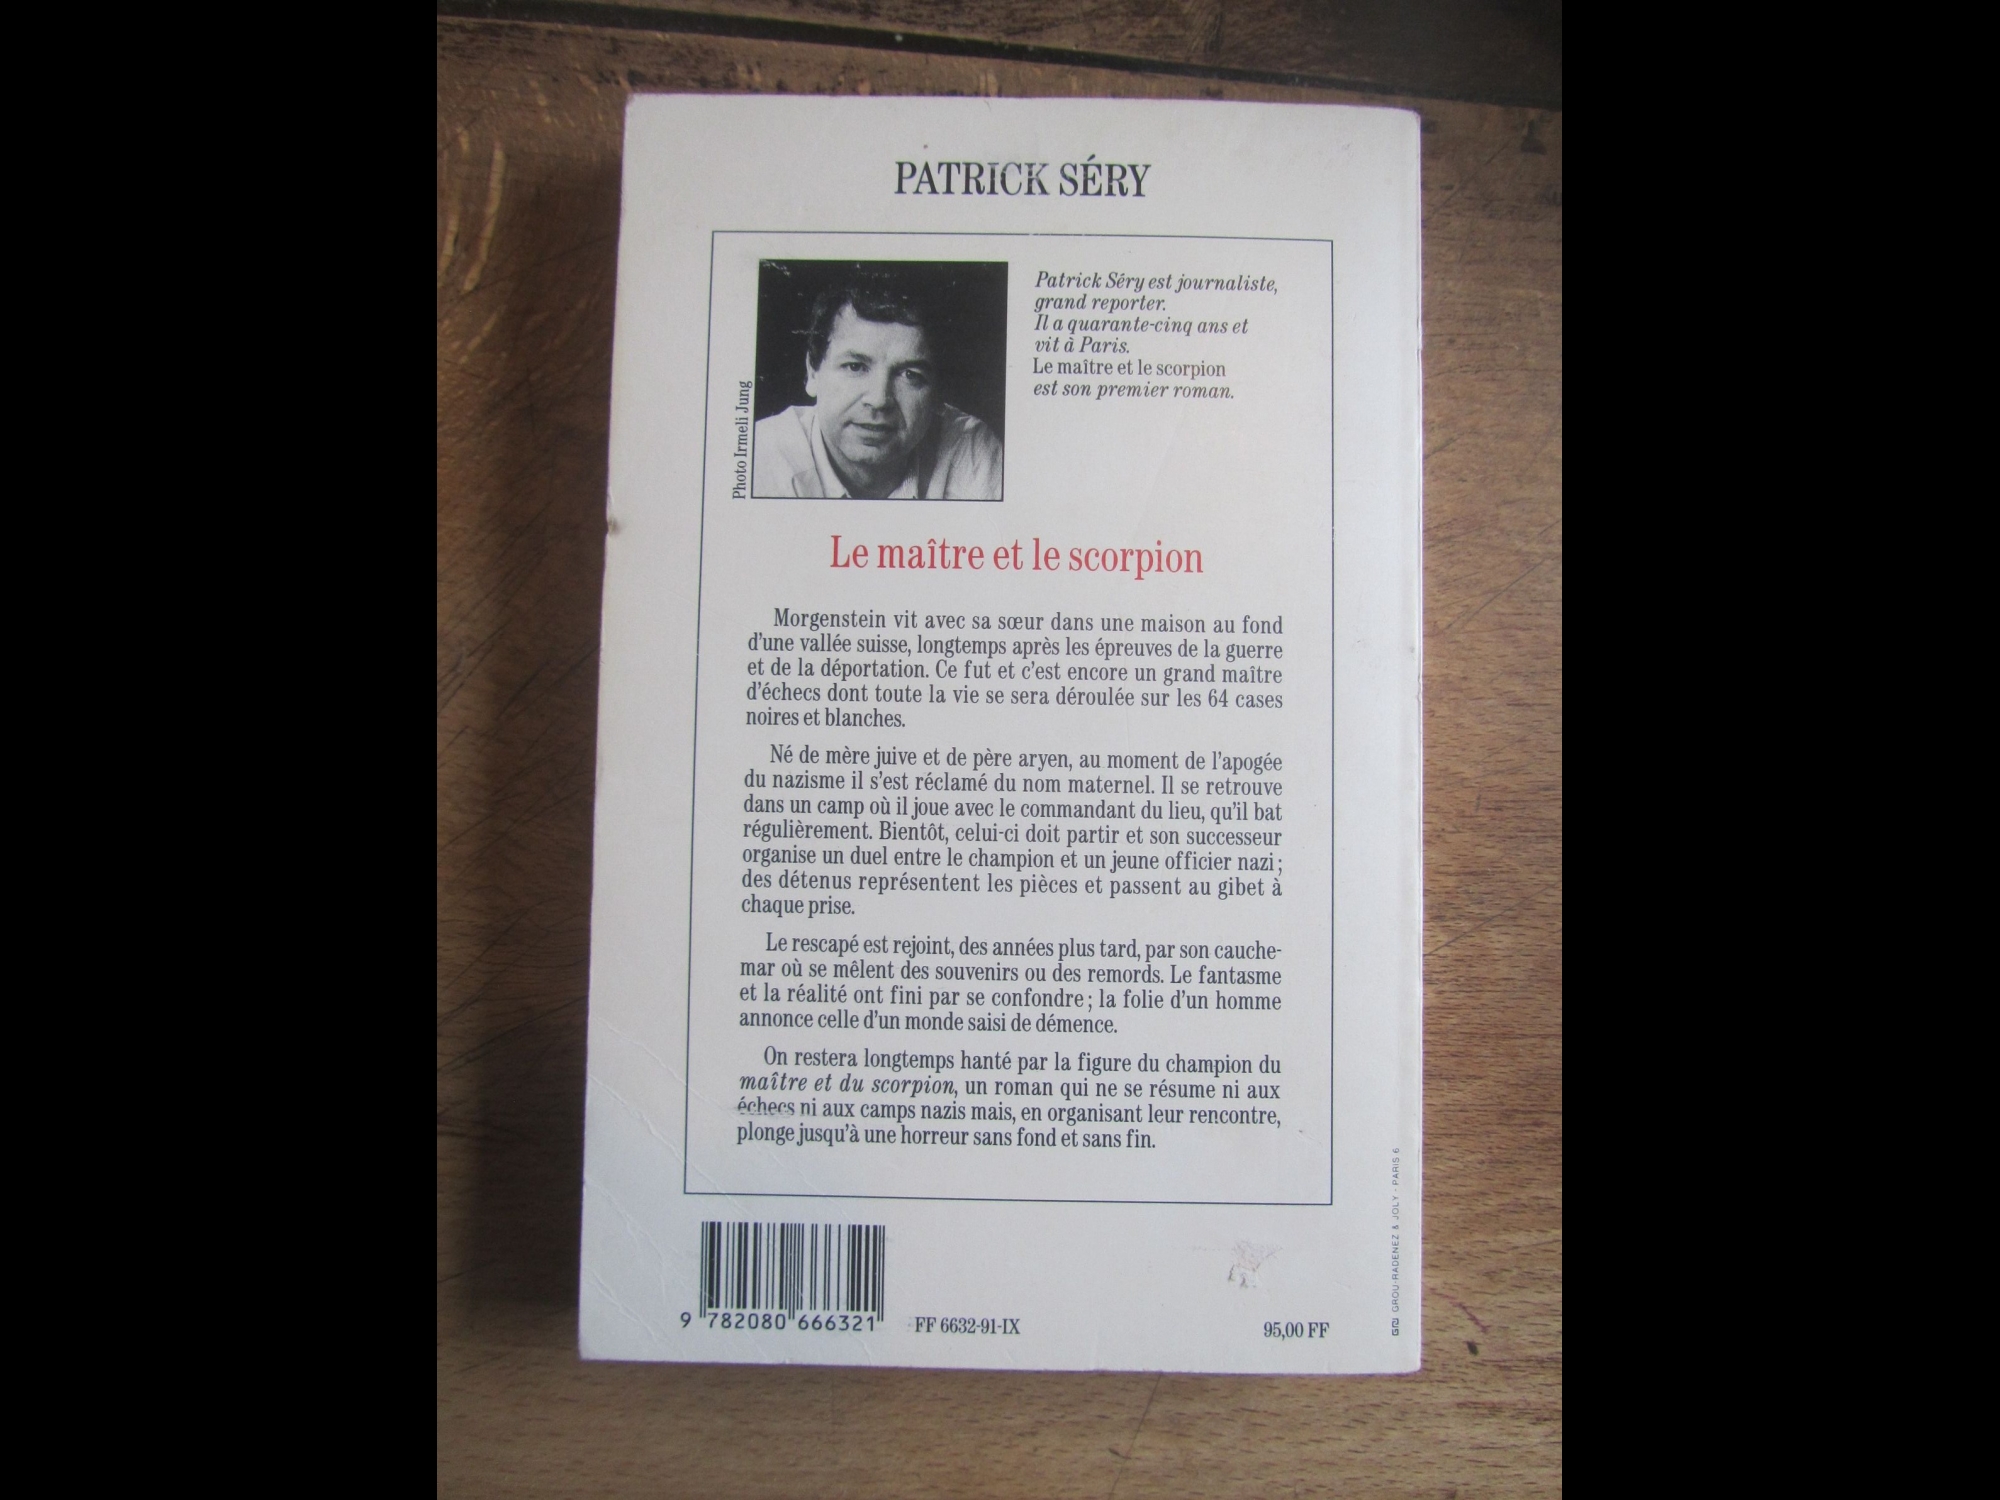 PATRICK SÉRY
Patrick Séry est journaliste,
grand reporter.
Il a quarante-cinq ans et
vit à Paris.
Le maître et le scorpion
est son premier roman.
Photo Irmeli Jung
Le maître et le scorpion
Morgenstein vit avec sa sœur dans une maison au fond
d'une vallée suisse, longtemps après les épreuves de la guerre
et de la déportation. Ce fut et c'est encore un grand maître
d'échecs dont toute la vie se sera déroulée sur les 64 cases
noires et blanches.
Né de mère juive et de père aryen, au moment de l'apogée
du nazisme il s'est réclamé du nom maternel. Il se retrouve
dans un camp où il joue avec le commandant du lieu, qu'il bat
régulièrement. Bientôt, celui-ci doit partir et son successeur
organise un duel entre le champion et un jeune officier nazi ;
des détenus représentent les pièces et passent au gibet à
chaque prise.
Le rescapé est rejoint, des années plus tard, par son cauche-
mar où se mêlent des souvenirs ou des remords. Le fantasme
et la réalité ont fini par se confondre ; la folie d'un homme
annonce celle d'un monde saisi de démence.
On restera longtemps hanté par la figure du champion du
maître et du scorpion, un roman qui ne se résume ni aux
échecs ni aux camps nazis mais, en organisant leur rencontre,
plonge jusqu'à une horreur sans fond et sans fin.
9 782080 666321
FF 6632-91-IX
95,00 FF
GRJ GROU-RADENEZ & JOLY - PARIS 6